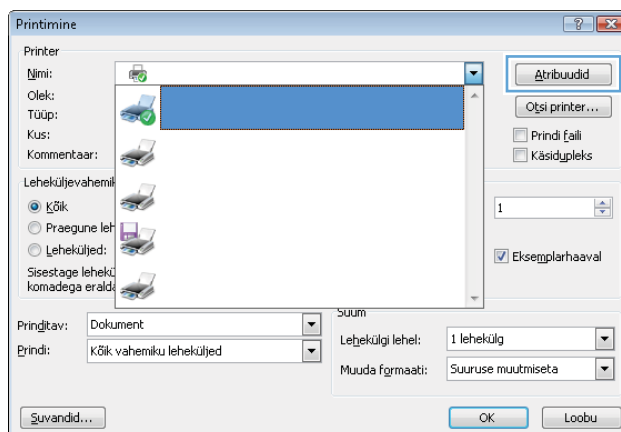 Printimine
Printer
Nimi:
Atribuudid
Olek:
Tüüp:
Otsi printer...
Kus:
Prindi faili
Kommentaar:
Käsidupleks
Leheküljevahemik
Kõik
1
Praegune leh
Leheküljed:
Eksemplarhaaval
Sisestage lehekü
komadega eralda
Suum
Prinditav: Dokument
Lehekülgi lehel: 1 lehekülg
Prindi: Kõik vahemiku leheküljed
Muuda formaati: Suuruse muutmiseta
Suvandid...
OK
Loobu